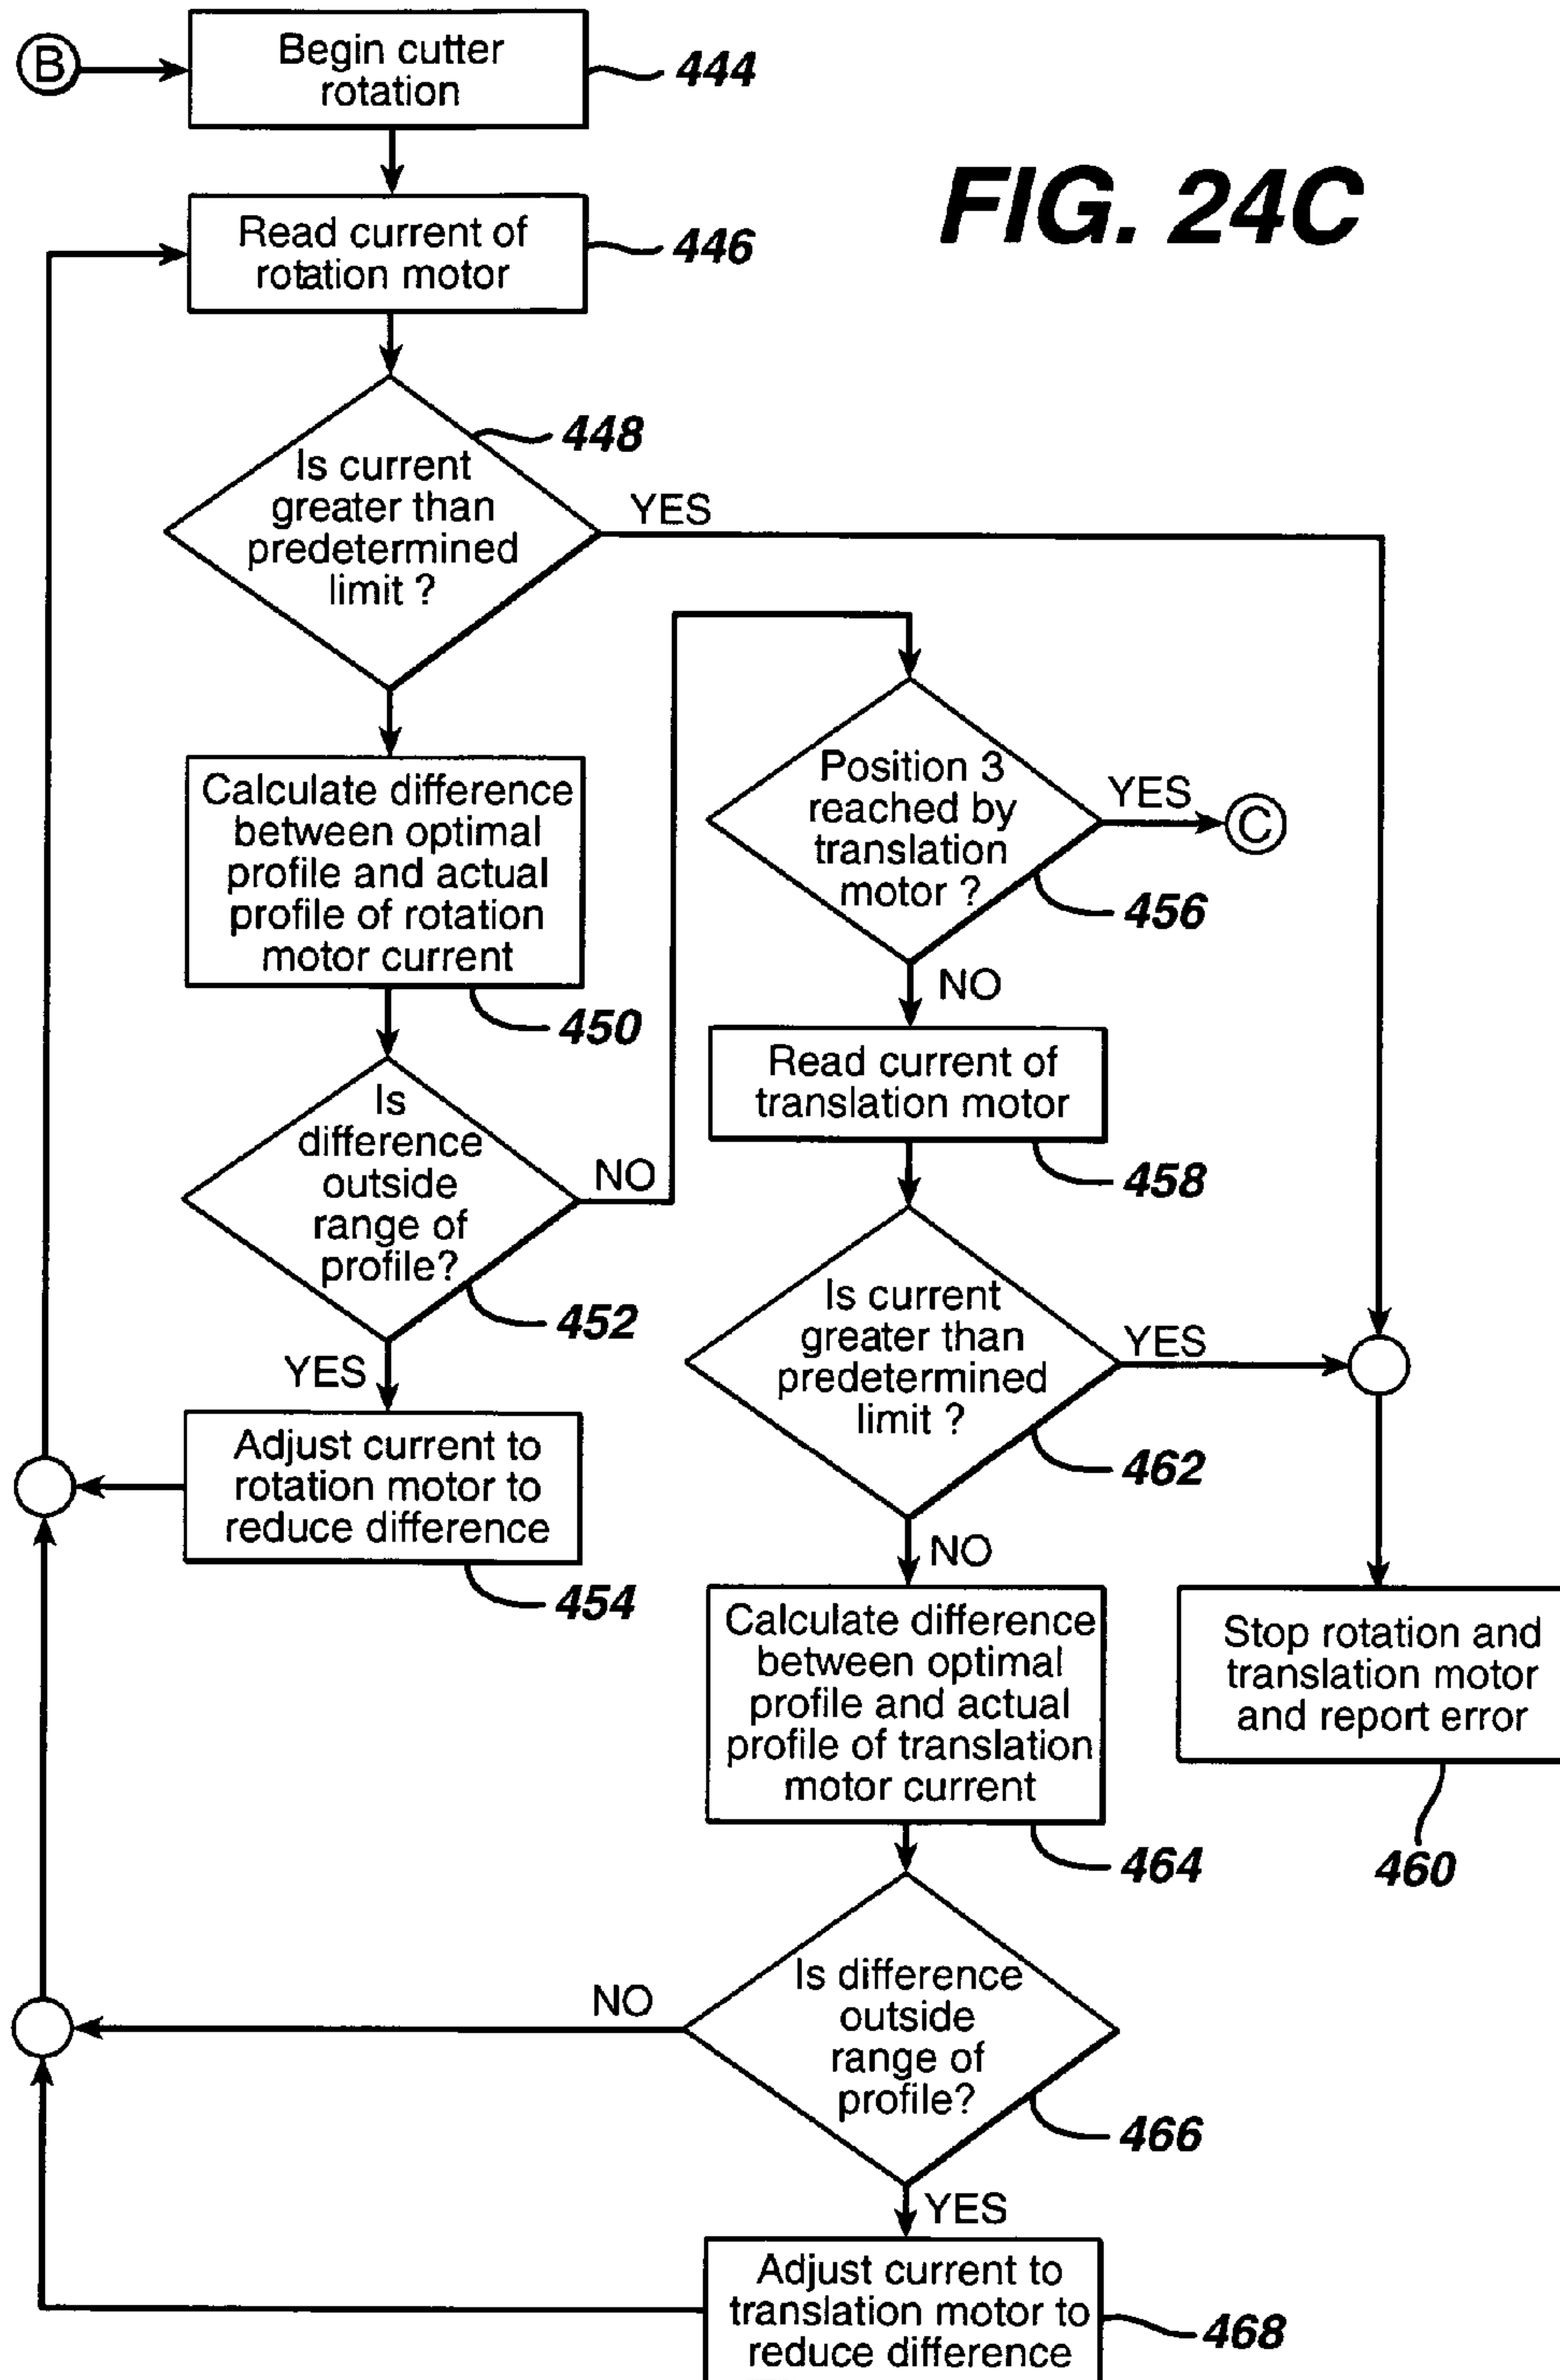 B
Begin cutter
rotation
444
FIG. 24C
Read current of
rotation motor
446
448
Is current
greater than
predetermined
limit ?
YES
Calculate difference
between optimal
profile and actual
profile of rotation
motor current
450
Is
difference
outside
range of
profile?
NO
452
YES
Adjust current to
rotation motor to
reduce difference
454
Position 3
reached by
translation
motor ?
YES
C
456
NO
Read current of
translation motor
458
Is current
greater than
predetermined
limit ?
YES
462
NO
Calculate difference
between optimal
profile and actual
profile of translation
motor current
464
Stop rotation and
translation motor
and report error
460
Is difference
outside
range of
profile?
NO
466
YES
Adjust current to
translation motor to
reduce difference
468